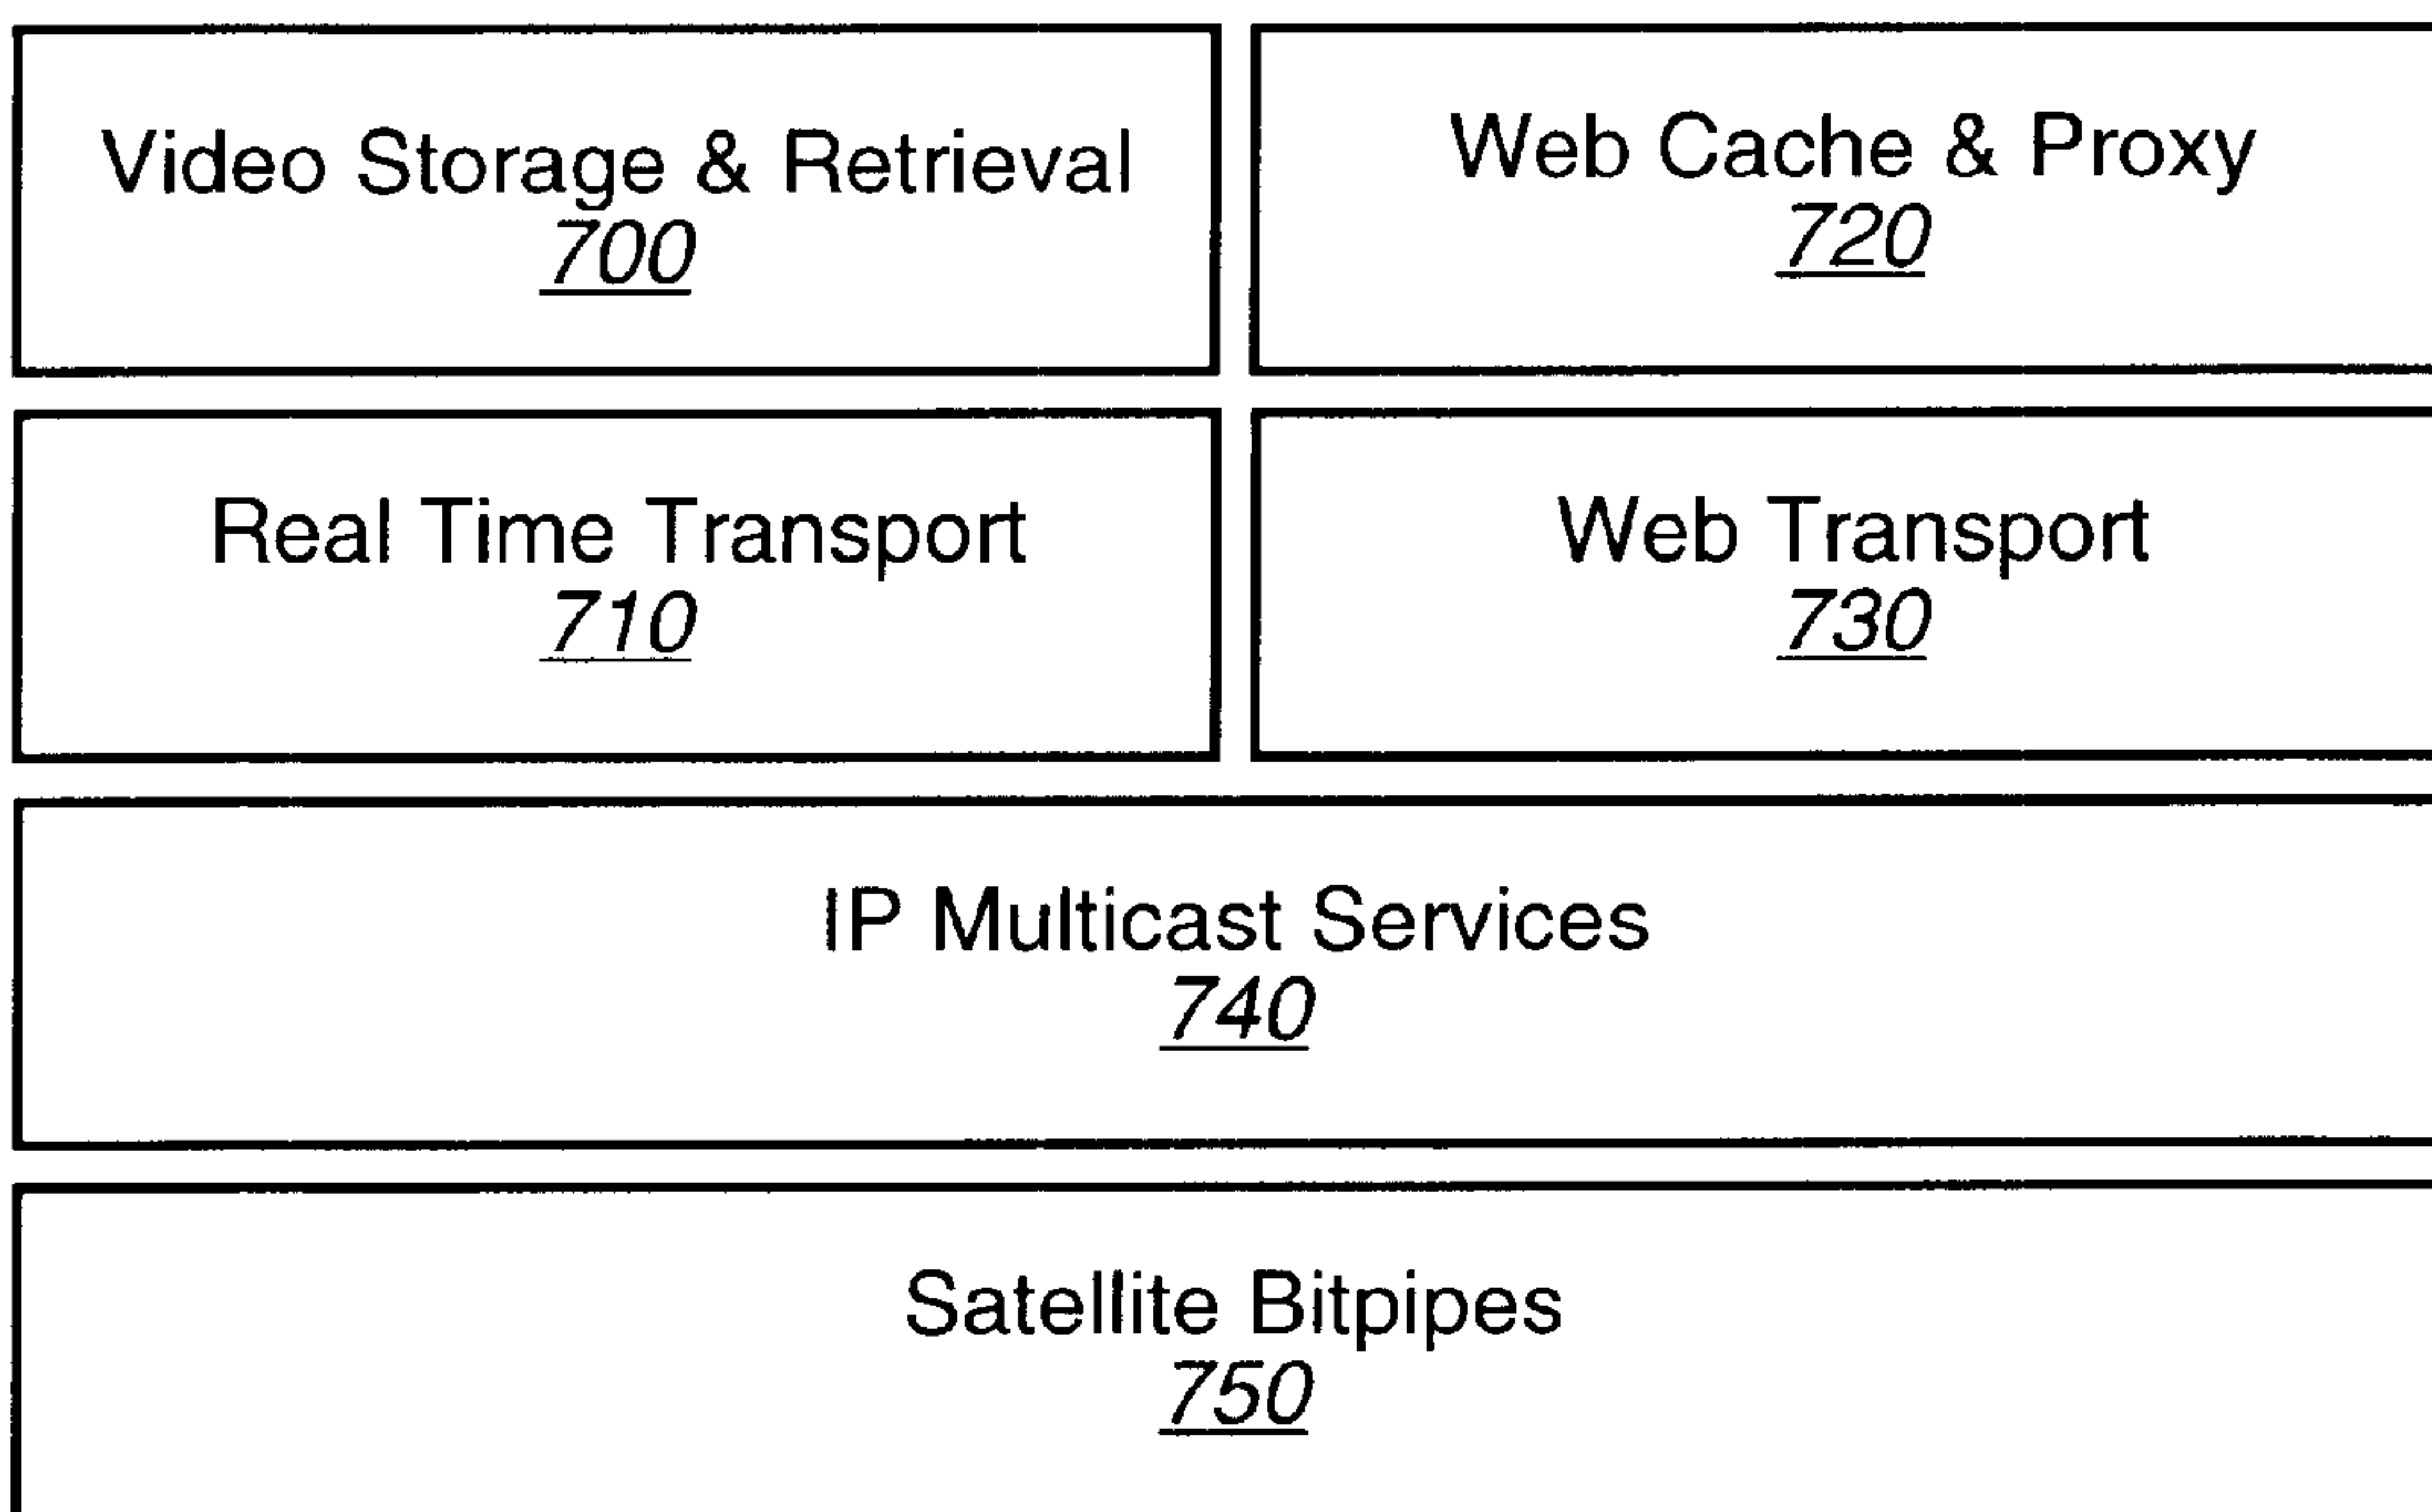 Video Storage & Retrieval
700
Web Cache & Proxy
720
Real Time Transport
710
Web Transport
730
IP Multicast Services
740
Satellite Bitpipes
750